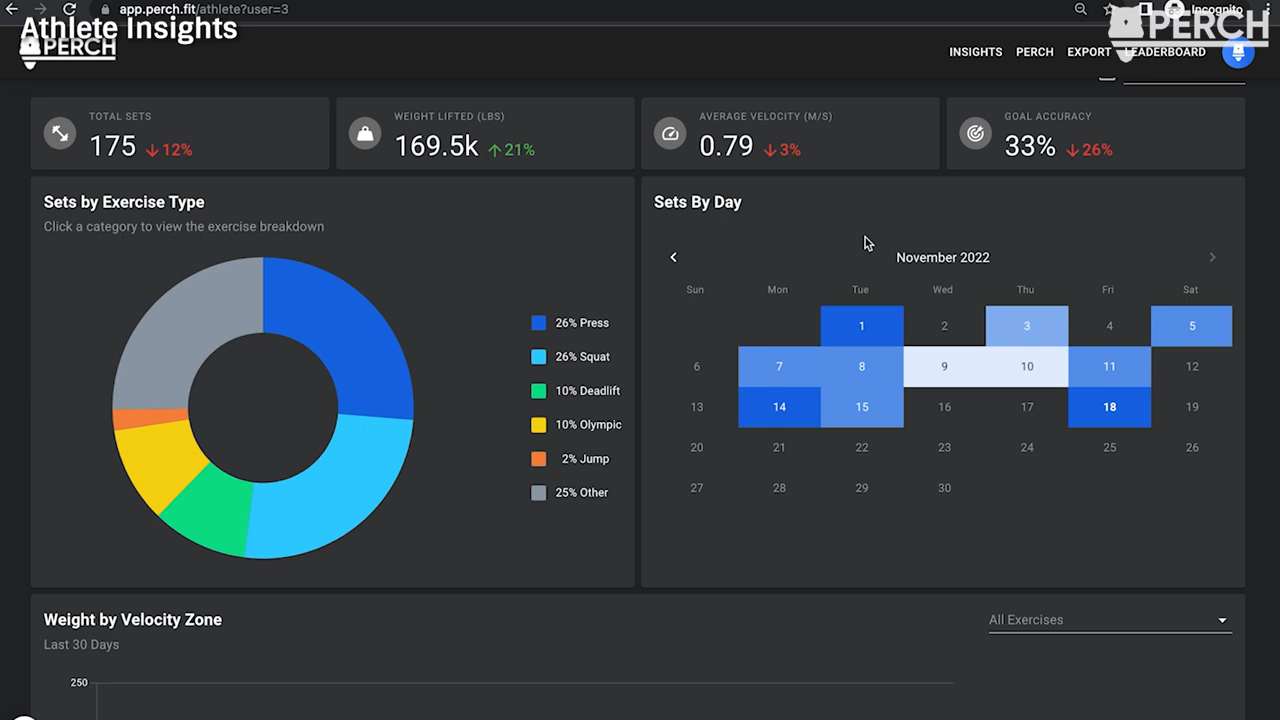 app.perch.fit/athlete?user=3
Incognito
Athlete Insights
PERCH
PERCH
INSIGHTS PERCH EXPORT LEADERBOARD
TOTAL SETS
175 12%
WEIGHT LIFTED (LBS)
169.5k 21%
AVERAGE VELOCITY (M/S)
0.79 3%
GOAL ACCURACY
33% 26%
Sets by Exercise Type
Click a category to view the exercise breakdown
26% Press
26% Squat
10% Deadlift
10% Olympic
2% Jump
25% Other
Sets By Day
November 2022
Sun Mon Tue Wed Thu Fri Sat
1 2 3 4 5
6 7 8 9 10 11 12
13 14 15 16 17 18 19
20 21 22 23 24 25 26
27 28 29 30
Weight by Velocity Zone
Last 30 Days
All Exercises
250